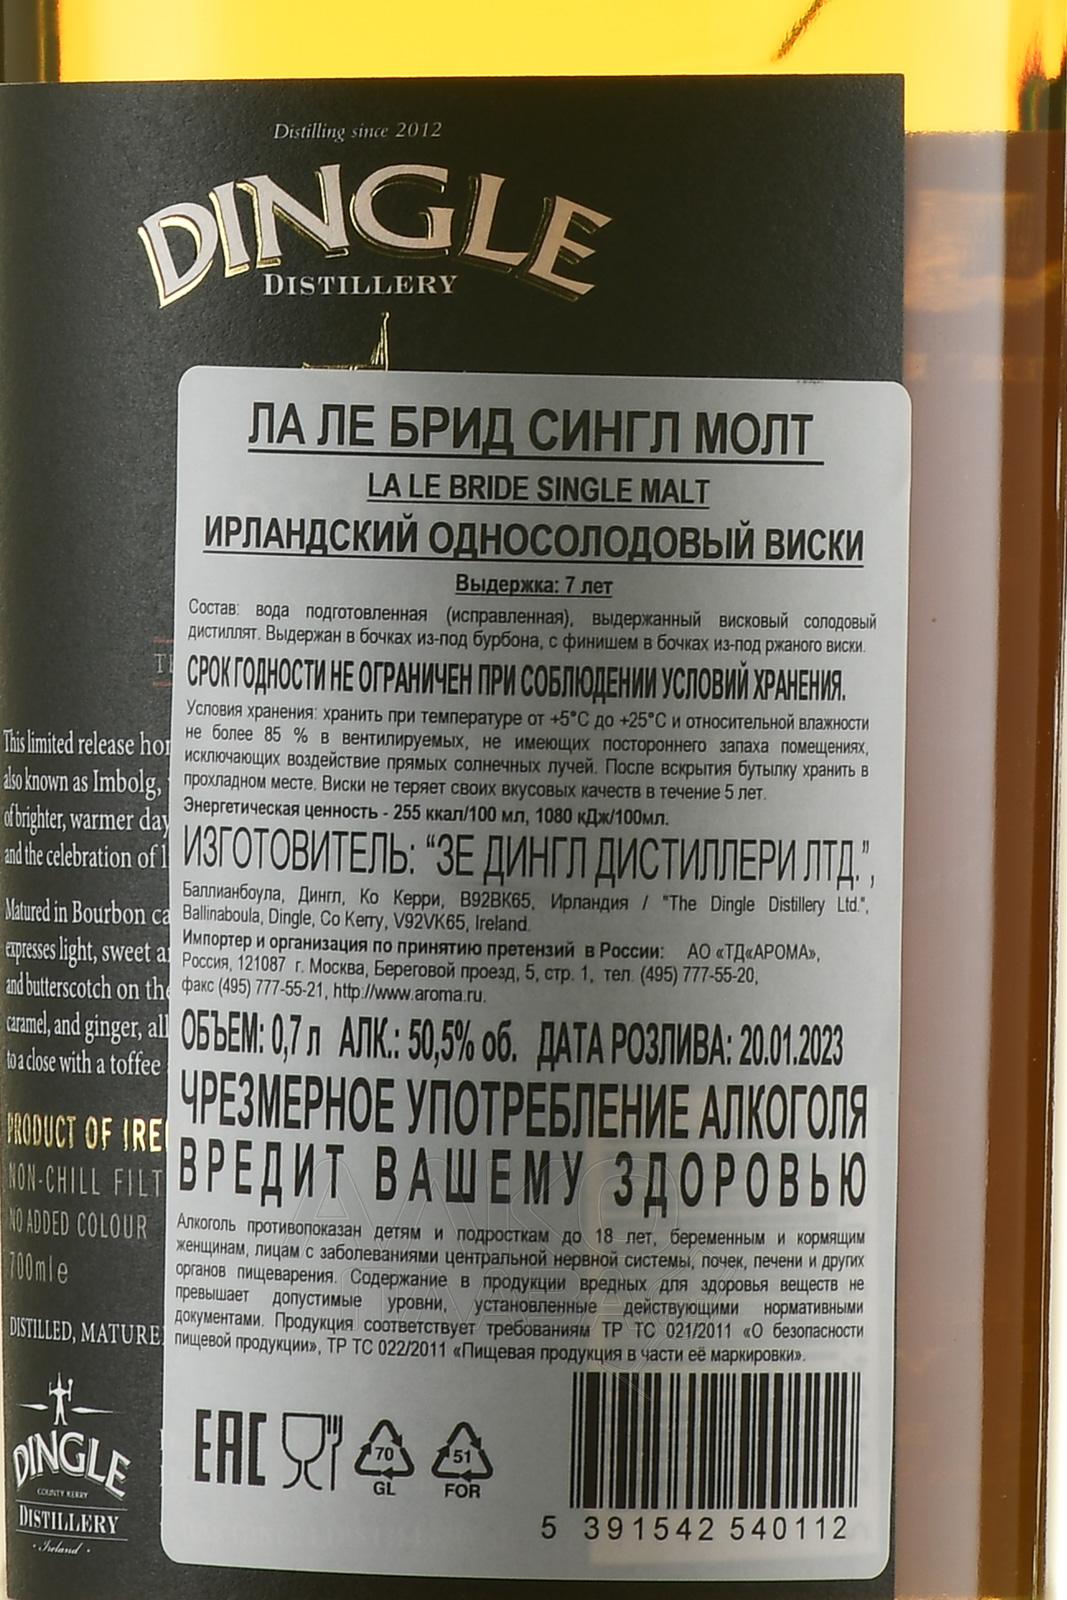 Distilling since 2012
DINGLE
DISTILLERY
ЛА ЛЕ БРИД СИНГЛ МОЛТ
LA LE BRIDE SINGLE MALT
ИРЛАНДСКИЙ ОДНОСОЛОДОВЫЙ ВИСКИ
Выдержка: 7 лет
Состав: вода подготовленная (исправленная), выдержанный висковый солодовый
дистиллят. Выдержан в бочках из-под бурбона, с финишем в бочках из-под ржаного виски.
СРОК ГОДНОСТИ НЕ ОГРАНИЧЕН ПРИ СОБЛЮДЕНИИ УСЛОВИЙ ХРАНЕНИЯ.
Условия хранения: хранить при температуре от +5°С до +25°С и относительной влажности
не более 85 % в вентилируемых, не имеющих постороннего запаха помещениях,
исключающих воздействие прямых солнечных лучей. После вскрытия бутылку хранить в
прохладном месте. Виски не теряет своих вкусовых качеств в течение 5 лет.
Энергетическая ценность - 255 ккал/100 мл, 1080 кДж/100мл.
ИЗГОТОВИТЕЛЬ: “ЗЕ ДИНГЛ ДИСТИЛЛЕРИ ЛТД.”,
Баллианбоула, Дингл, Ко Керри, В92ВК65, Ирландия / "The Dingle Distillery Ltd.",
Ballinaboula, Dingle, Co Kerry, V92VK65, Ireland.
Импортер и организация по принятию претензий в России: АО «ТД«АРОМА»,
Россия, 121087 г. Москва, Береговой проезд, 5, стр. 1, тел. (495) 777-55-20,
факс (495) 777-55-21, http://www.aroma.ru.
ОБЪЕМ: 0,7 л АЛК.: 50,5% об. ДАТА РОЗЛИВА: 20.01.2023
ЧРЕЗМЕРНОЕ УПОТРЕБЛЕНИЕ АЛКОГОЛЯ
ВРЕДИТ ВАШЕМУ ЗДОРОВЬЮ
Алкоголь противопоказан детям и подросткам до 18 лет, беременным и кормящим
женщинам, лицам с заболеваниями центральной нервной системы, почек, печени и других
органов пищеварения. Содержание в продукции вредных для здоровья веществ не
превышает допустимые уровни, установленные действующими нормативными
документами. Продукция соответствует требованиям ТР ТС 021/2011 «О безопасности
пищевой продукции», ТР ТС 022/2011 «Пищевая продукция в части её маркировки».
EAC
70
GL
51
FOR
5 391542 540112
This limited release hor
also known as Imbolg,
of brighter, warmer day
and the celebration of l
Matured in Bourbon ca
expresses light, sweet a
and butterscotch on the
caramel, and ginger, all
to a close with a toffee
PRODUCT OF IRE
NON-CHILL FILT
NO ADDED COLOUR
700ml e
DISTILLED, MATURE
DINGLE
COUNTY KERRY
DISTILLERY
Ireland